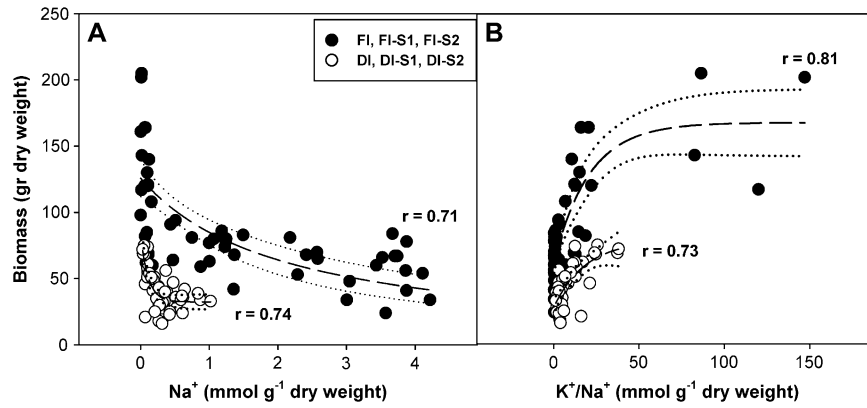 A
B
FI, FI-S1, FI-S2
DI, DI-S1, DI-S2
r = 0.81
r = 0.71
r = 0.73
r = 0.74
Biomass (gr dry weight)
250
200
150
100
50
0
0 1 2 3 4
0 50 100 150
Na⁺ (mmol g⁻¹ dry weight)
K⁺/Na⁺ (mmol g⁻¹ dry weight)